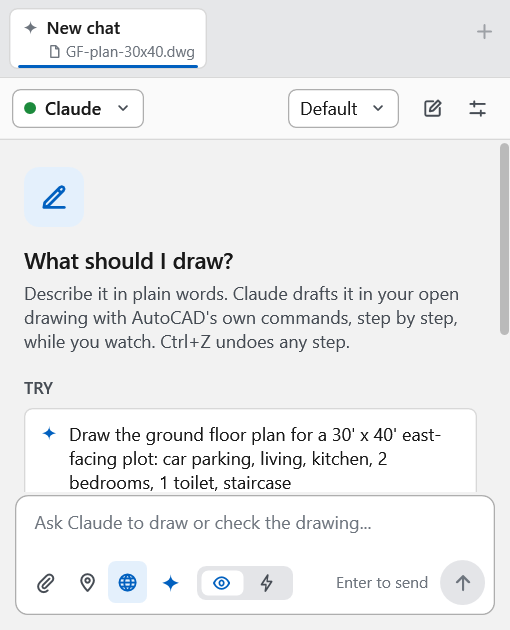 New chat
GF-plan-30x40.dwg
Claude
Default
What should I draw?
Describe it in plain words. Claude drafts it in your open
drawing with AutoCAD's own commands, step by step,
while you watch. Ctrl+Z undoes any step.
TRY
Draw the ground floor plan for a 30' x 40' east-
facing plot: car parking, living, kitchen, 2
bedrooms, 1 toilet, staircase
Ask Claude to draw or check the drawing...
Enter to send